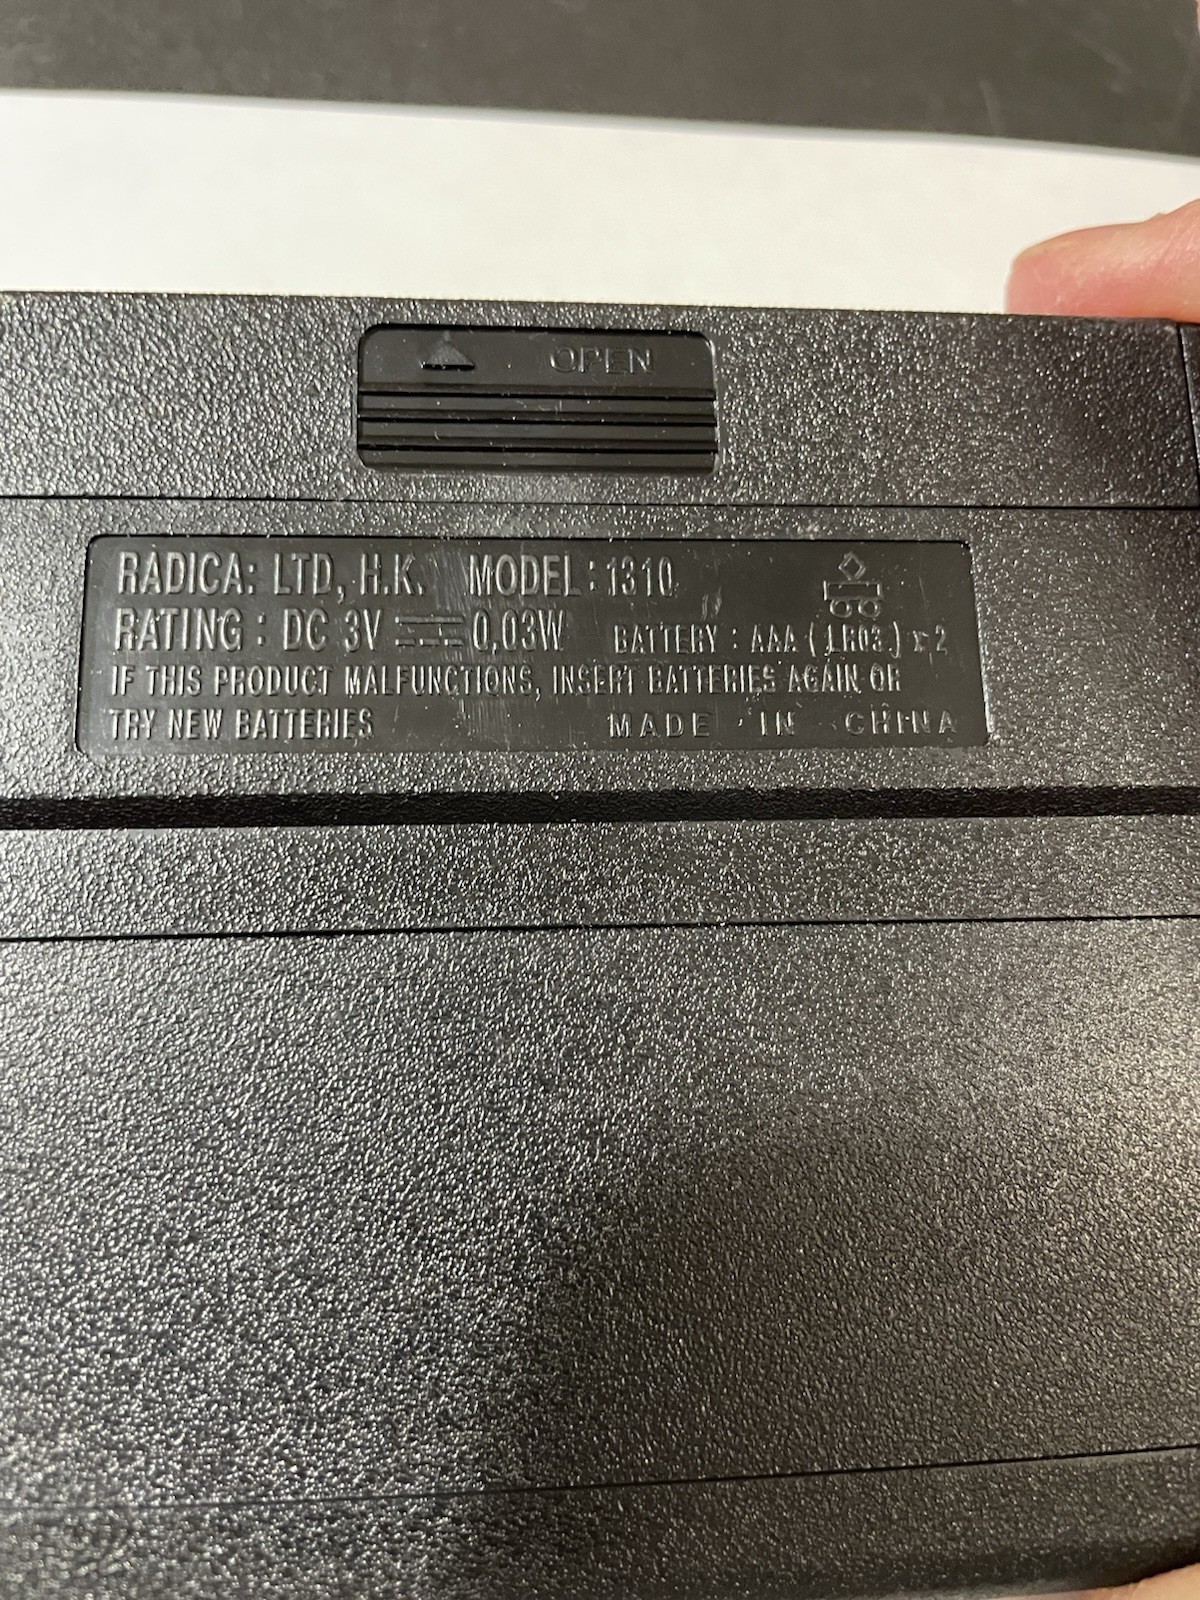 OPEN
RADICA: LTD, H.K. MODEL: 1310
RATING: DC 3V 0.03W BATTERY: AAA (LR03) x 2
IF THIS PRODUCT MALFUNCTIONS, INSERT BATTERIES AGAIN OR
TRY NEW BATTERIES MADE IN CHINA